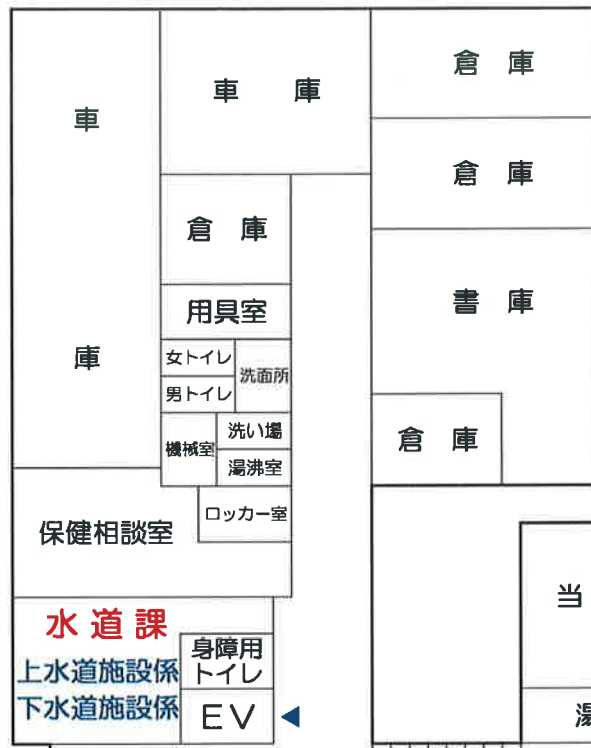 車庫
車庫
倉庫
倉庫
倉庫
用具室
書庫
女トイレ
洗面所
男トイレ
機械室
洗い場
湯沸室
倉庫
ロッカー室
保健相談室
水道課
上水道施設係
下水道施設係
身障用
トイレ
EV
当
湯